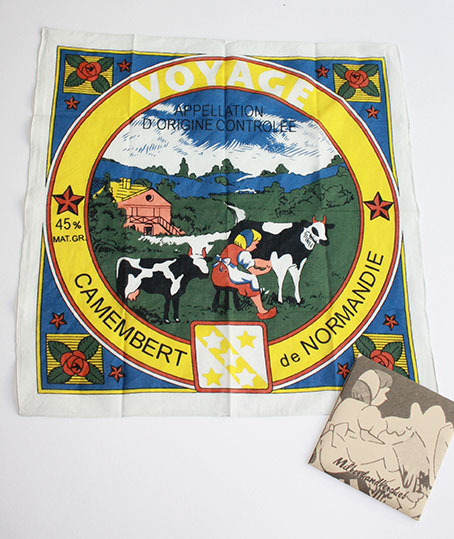 VOYAGE
APPELLATION
D'ORIGINE CONTROLÉE
45%
MAT.GR.
CAMEMBERT
de NORMANDIE